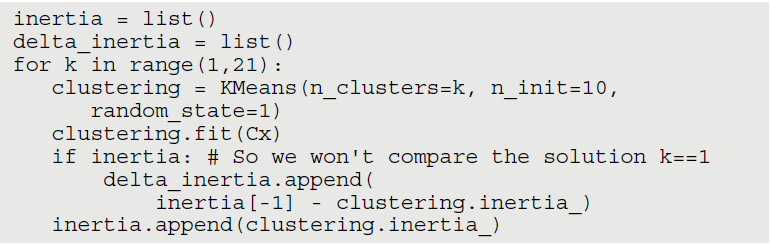 inertia = list()
delta_inertia = list()
for k in range(1,21):
   clustering = KMeans(n_clusters=k, n_init=10,
      random_state=1)
   clustering.fit(Cx)
   if inertia: # So we won't compare the solution k==1
       delta_inertia.append(
           inertia[-1] - clustering.inertia_)
   inertia.append(clustering.inertia_)